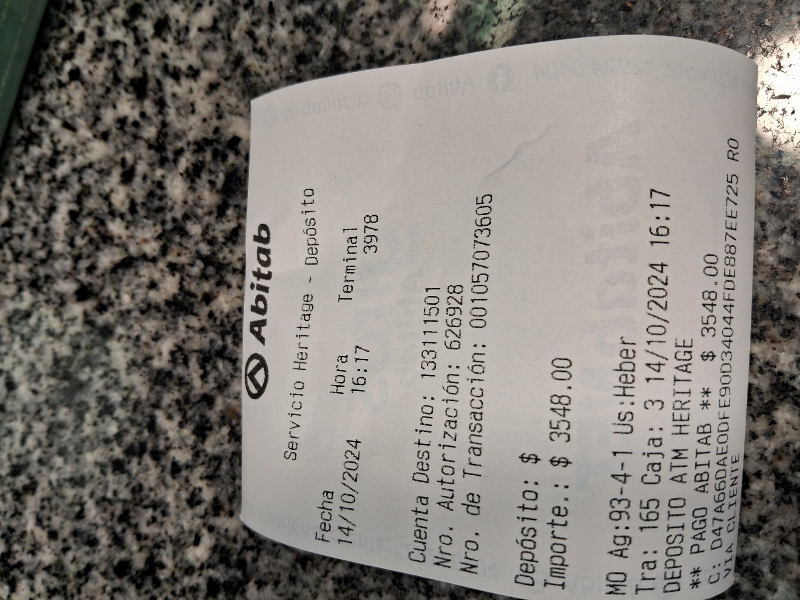 Abitab
Servicio Heritage - Depósito
Fecha Hora Terminal
14/10/2024 16:17 3978
Cuenta Destino: 133111501
Nro. Autorización: 626928
Nro. de Transacción: 001057073605
Depósito: $
Importe.: $ 3548.00
MO Ag:93-4-1 Us:Heber
Tra: 165 Caja: 3 14/10/2024 16:17
DEPOSITO ATM HERITAGE
** PAGO ABITAB ** $ 3548.00
C: D47A66DAE0DFE90D34044FDE887EE725 RO
VIA CLIENTE